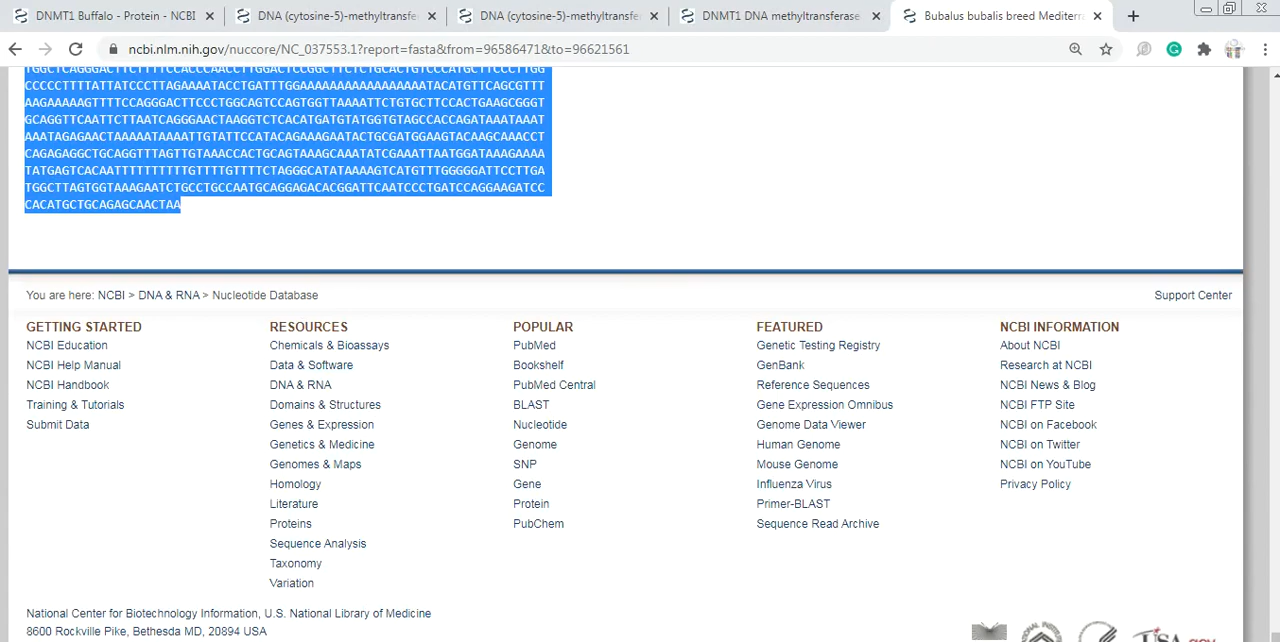 DNMT1 Buffalo - Protein - NCBI
DNA (cytosine-5)-methyltransfe
DNA (cytosine-5)-methyltransfe
DNMT1 DNA methyltransferase
Bubalus bubalis breed Mediterr
ncbi.nlm.nih.gov/nuccore/NC_037553.1?report=fasta&from=96586471&to=96621561
TGGCTCAGGGACTTCTTTTCCACCCAACCTTGGACTCCGGCTTCTCTGCACTGTCCCATGCTTCCCTTGG
CCCCCTTTTATTATCCCTTAGAAAATACCTGATTTGGAAAAAAAAAAAAAAAAAATACATGTTCAGCGTTT
AAGAAAAAGTTTTCCAGGGACTTCCCTGGCAGTCCAGTGGTTAAAATTCTGTGCTTCCACTGAAGCGGGT
GCAGGTTCAATTCTTAATCAGGGAACTAAGGTCTCACATGATGTATGGTGTAGCCACCAGATAAATAAAT
AAATAGAGAACTAAAAATAAAATTGTATTCCATACAGAAAGAATACTGCGATGGAAGTACAAGCAAACCT
CAGAGAGGCTGCAGGTTTAGTTGTAAACCACTGCAGTAAAGCAAATATCGAAATTAATGGATAAAGAAAA
TATGAGTCACAATTTTTTTTTTGTTTTGTTTTCTAGGGCATATAAAAGTCATGTTTGGGGGATTCCTTGA
TGGCTTAGTGGTAAAGAATCTGCCTGCCAATGCAGGAGACACGGATTCAATCCCTGATCCAGGAAGATCC
CACATGCTGCAGAGCAACTAA
You are here: NCBI > DNA & RNA > Nucleotide Database
Support Center
GETTING STARTED
NCBI Education
NCBI Help Manual
NCBI Handbook
Training & Tutorials
Submit Data
RESOURCES
Chemicals & Bioassays
Data & Software
DNA & RNA
Domains & Structures
Genes & Expression
Genetics & Medicine
Genomes & Maps
Homology
Literature
Proteins
Sequence Analysis
Taxonomy
Variation
POPULAR
PubMed
Bookshelf
PubMed Central
BLAST
Nucleotide
Genome
SNP
Gene
Protein
PubChem
FEATURED
Genetic Testing Registry
GenBank
Reference Sequences
Gene Expression Omnibus
Genome Data Viewer
Human Genome
Mouse Genome
Influenza Virus
Primer-BLAST
Sequence Read Archive
NCBI INFORMATION
About NCBI
Research at NCBI
NCBI News & Blog
NCBI FTP Site
NCBI on Facebook
NCBI on Twitter
NCBI on YouTube
Privacy Policy
National Center for Biotechnology Information, U.S. National Library of Medicine
8600 Rockville Pike, Bethesda MD, 20894 USA